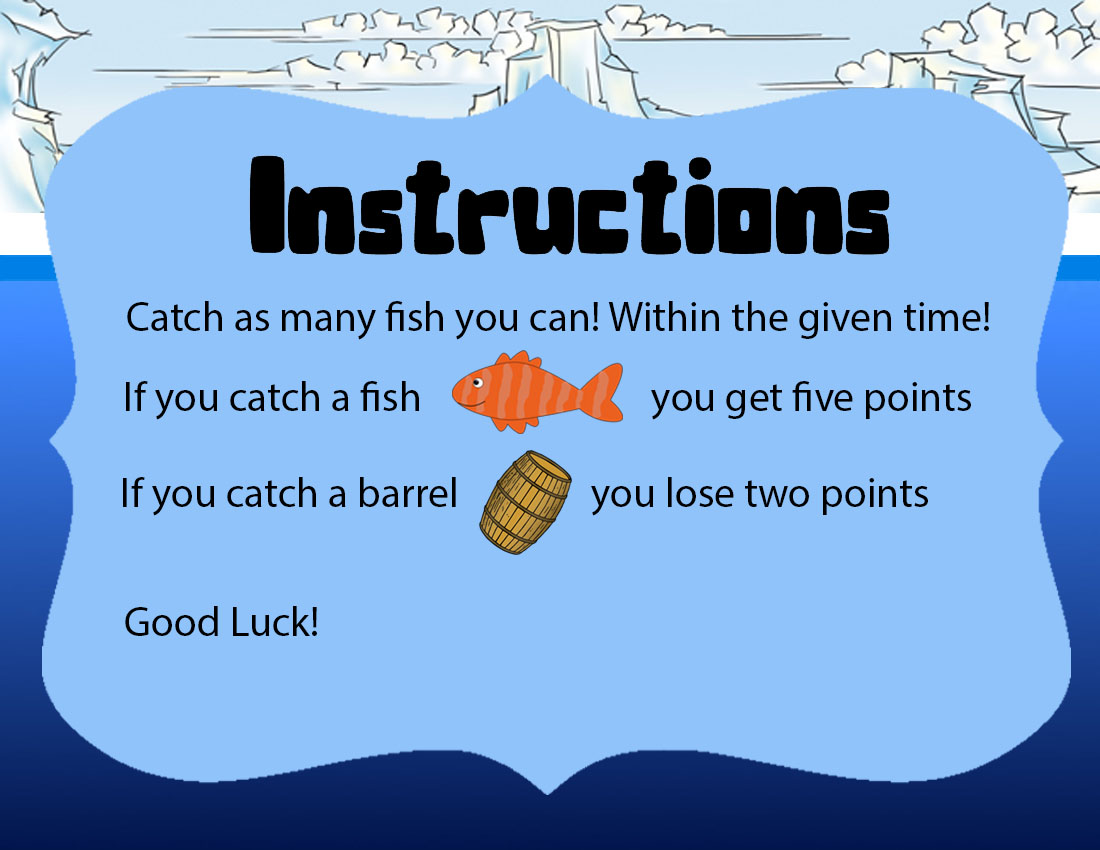 Instructions
Catch as many fish you can! Within the given time!
If you catch a fish you get five points
If you catch a barrel you lose two points
Good Luck!